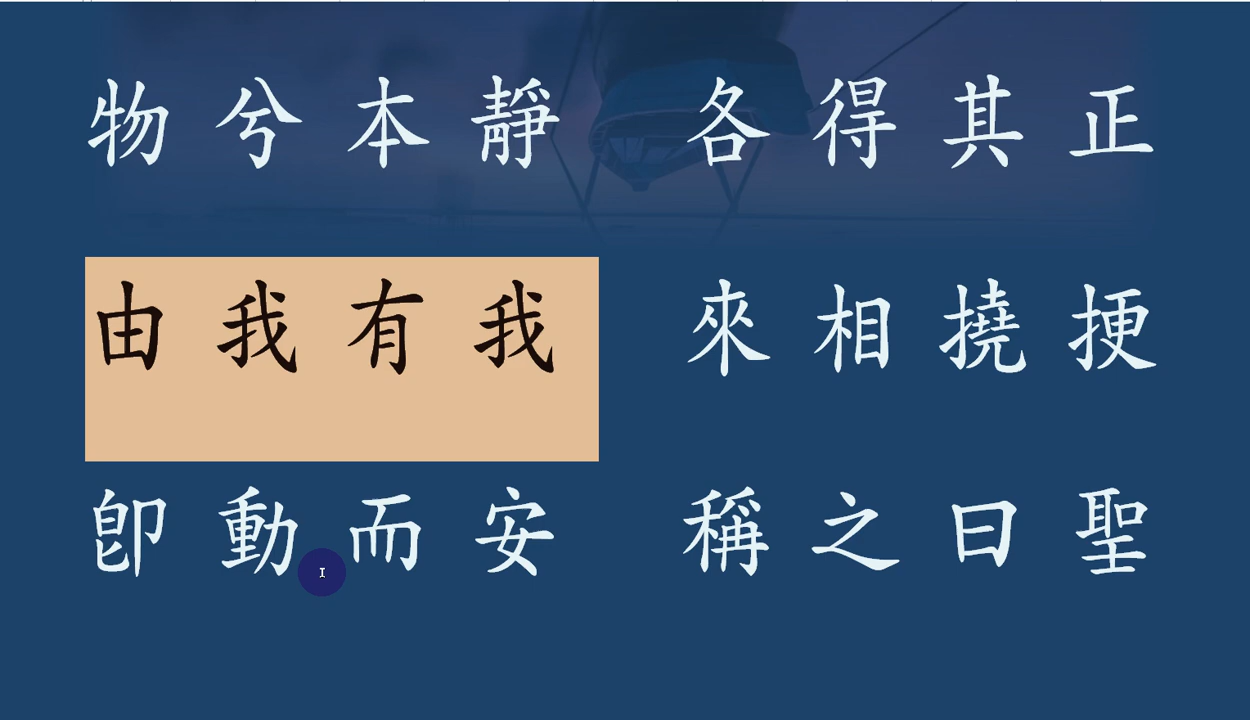 物兮本靜 各得其正
由我有我 來相撓挭
卽動而安 稱之曰聖